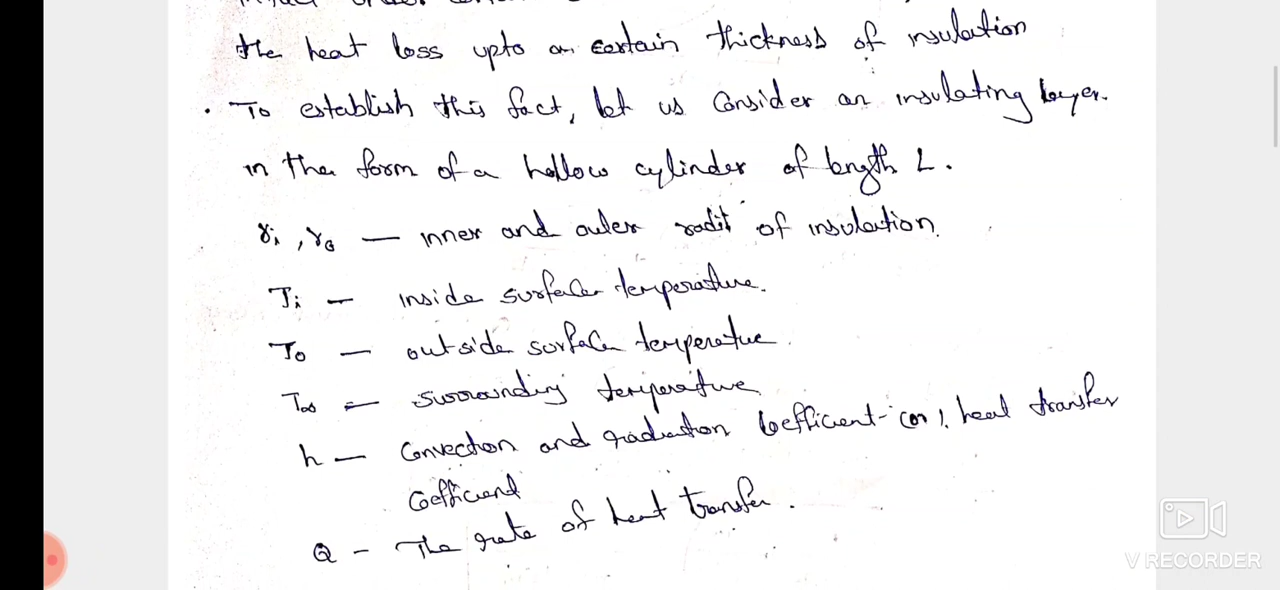 the heat loss upto a certain thickness of insulation
. To establish this fact, let us consider an insulating layer.
in the form of a hollow cylinder of length L.
ri, ro — inner and outer radii of insulation.
Ti — inside surface temperature.
To — outside surface temperature.
T∞ — surrounding temperature
h — Convection and radiation coefficient (or), heat transfer
coefficient
Q — The rate of heat transfer.
V RECORDER